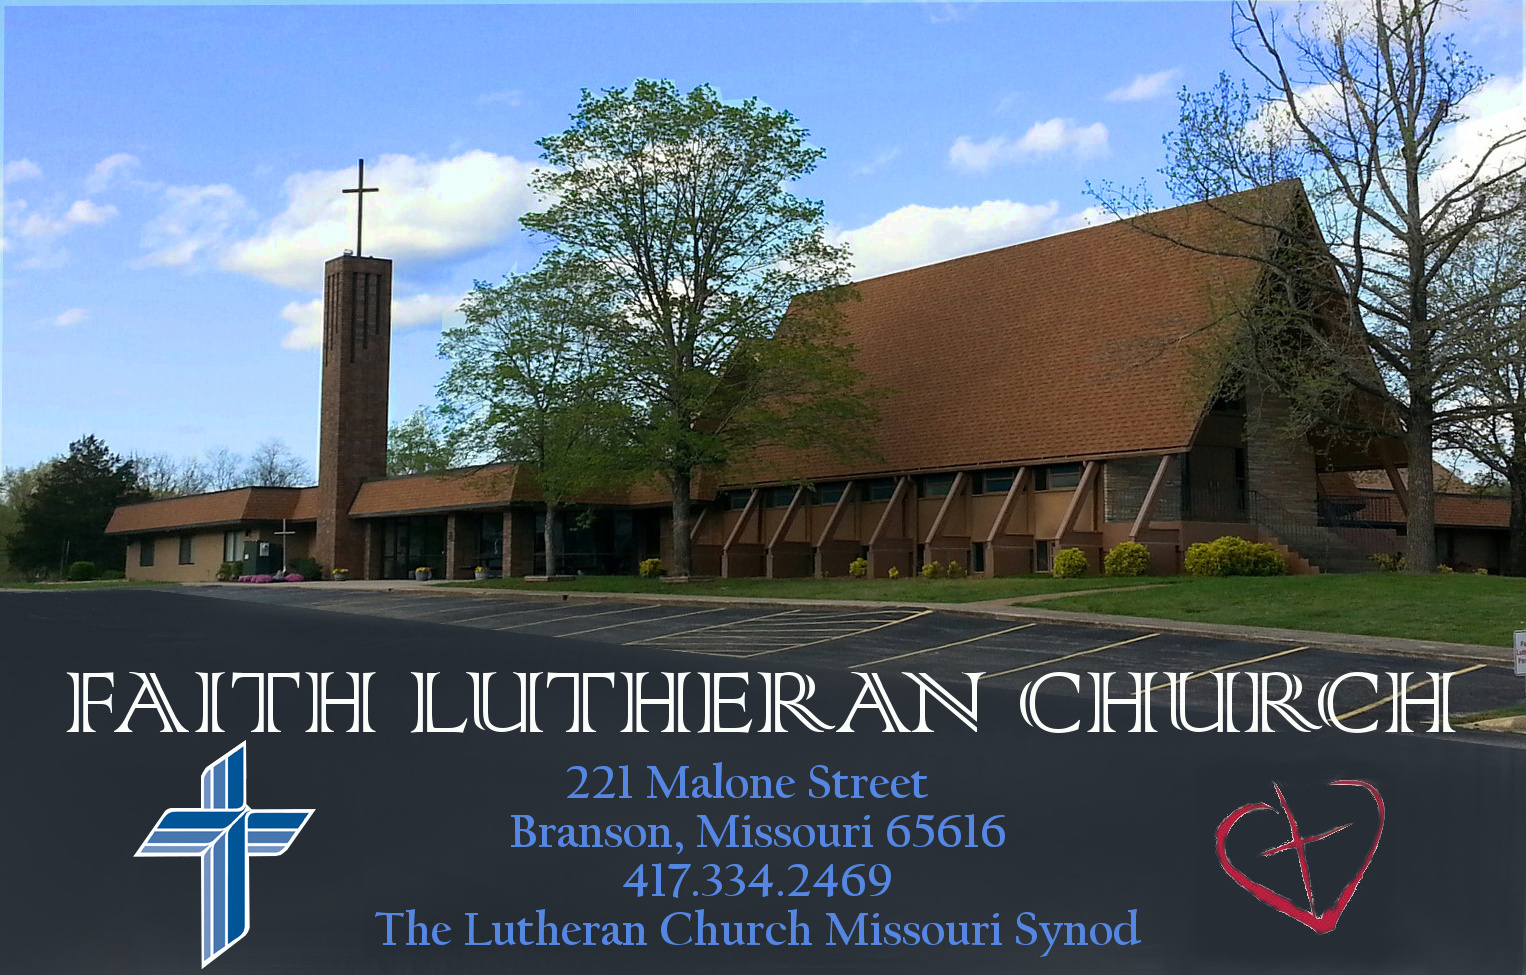 FAITH LUTHERAN CHURCH
221 Malone Street
Branson, Missouri 65616
417.334.2469
The Lutheran Church Missouri Synod